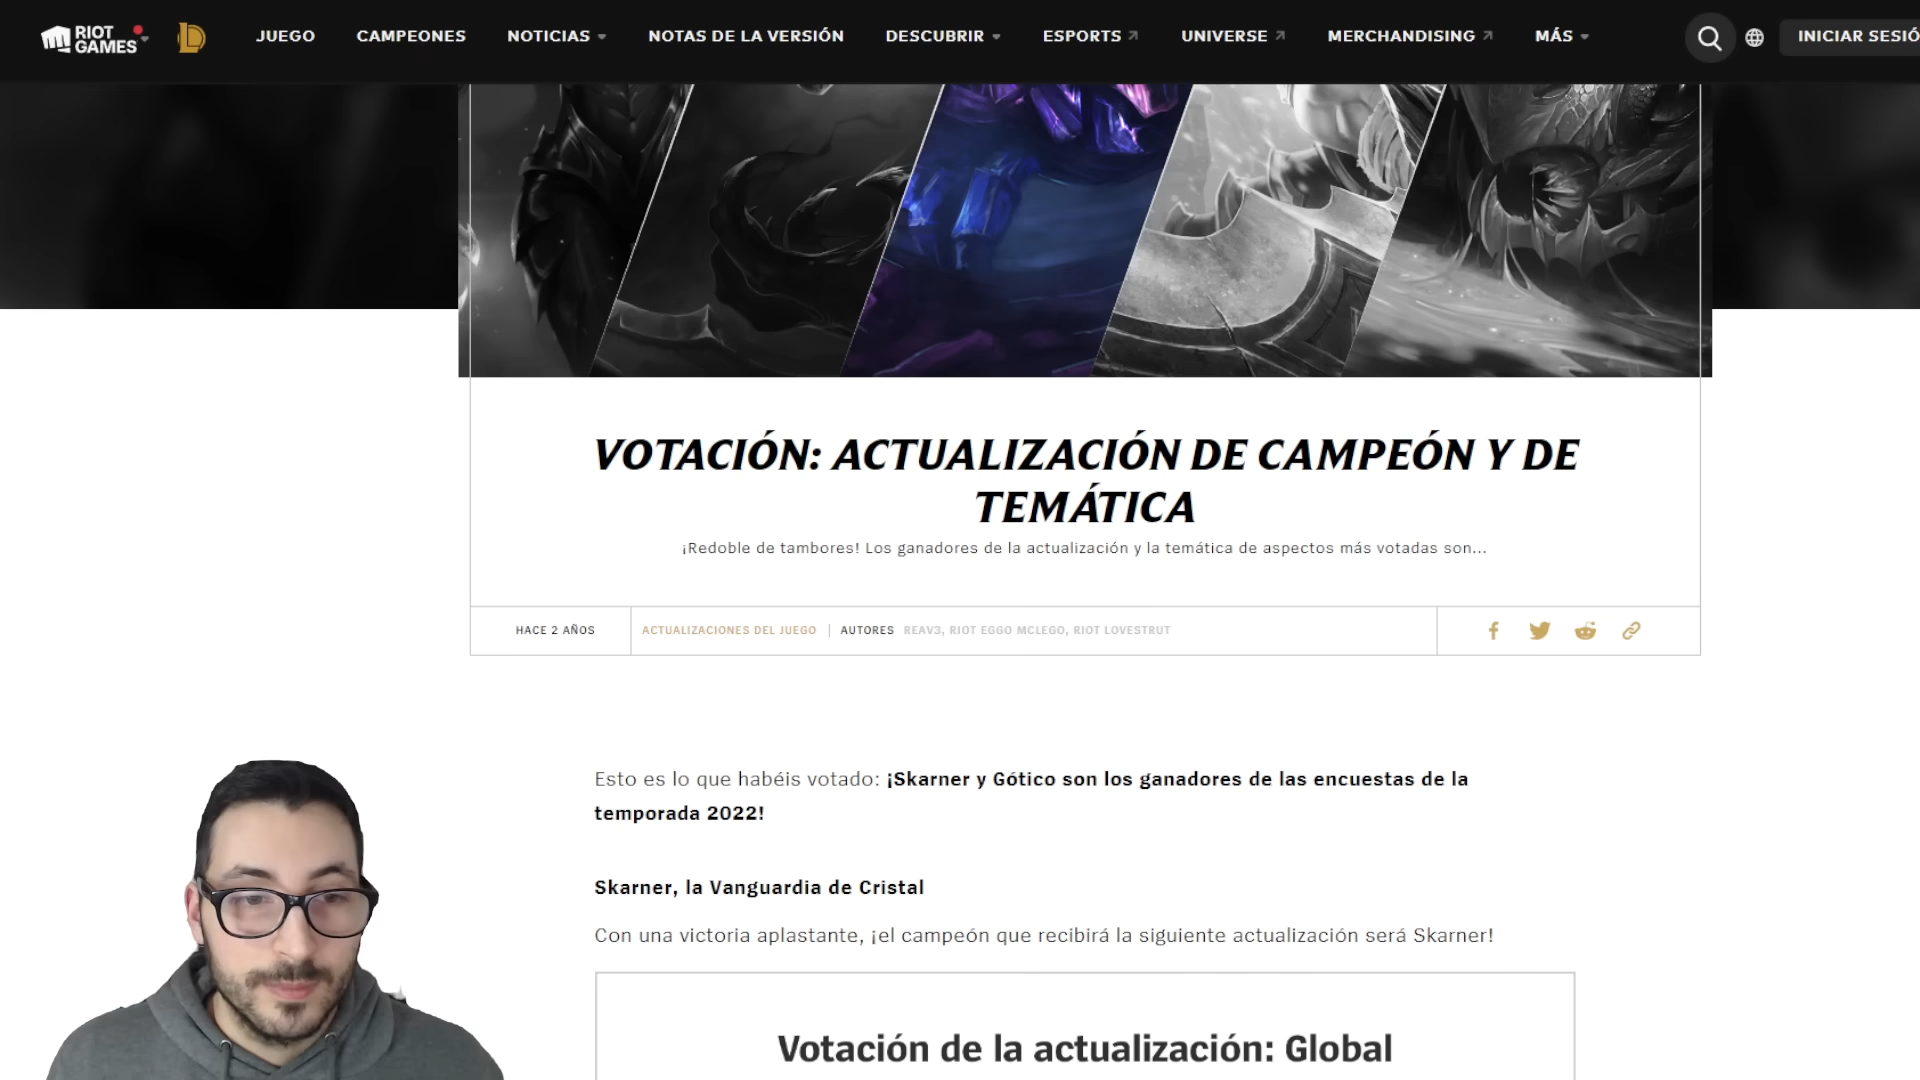 RIOT GAMES
JUEGO
CAMPEONES
NOTICIAS
NOTAS DE LA VERSIÓN
DESCUBRIR
ESPORTS
UNIVERSE
MERCHANDISING
MÁS
INICIAR SESIÓ
VOTACIÓN: ACTUALIZACIÓN DE CAMPEÓN Y DE
TEMÁTICA
¡Redoble de tambores! Los ganadores de la actualización y la temática de aspectos más votadas son...
HACE 2 AÑOS
ACTUALIZACIONES DEL JUEGO | AUTORES REAV3, RIOT EGGO MCLEGO, RIOT LOVESTRUT
Esto es lo que habéis votado: ¡Skarner y Gótico son los ganadores de las encuestas de la
temporada 2022!
Skarner, la Vanguardia de Cristal
Con una victoria aplastante, ¡el campeón que recibirá la siguiente actualización será Skarner!
Votación de la actualización: Global